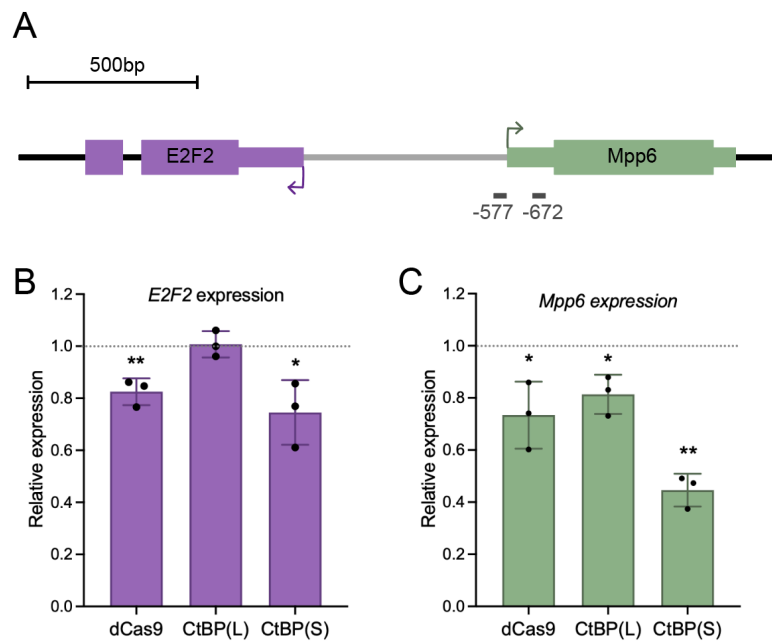 A
500bp
E2F2
Mpp6
-577
-672
B
E2F2 expression
Relative expression
1.2
1.0
0.8
0.6
0.4
0.2
0.0
**
*
dCas9
CtBP(L)
CtBP(S)
C
Mpp6 expression
Relative expression
1.2
1.0
0.8
0.6
0.4
0.2
0.0
*
*
**
dCas9
CtBP(L)
CtBP(S)